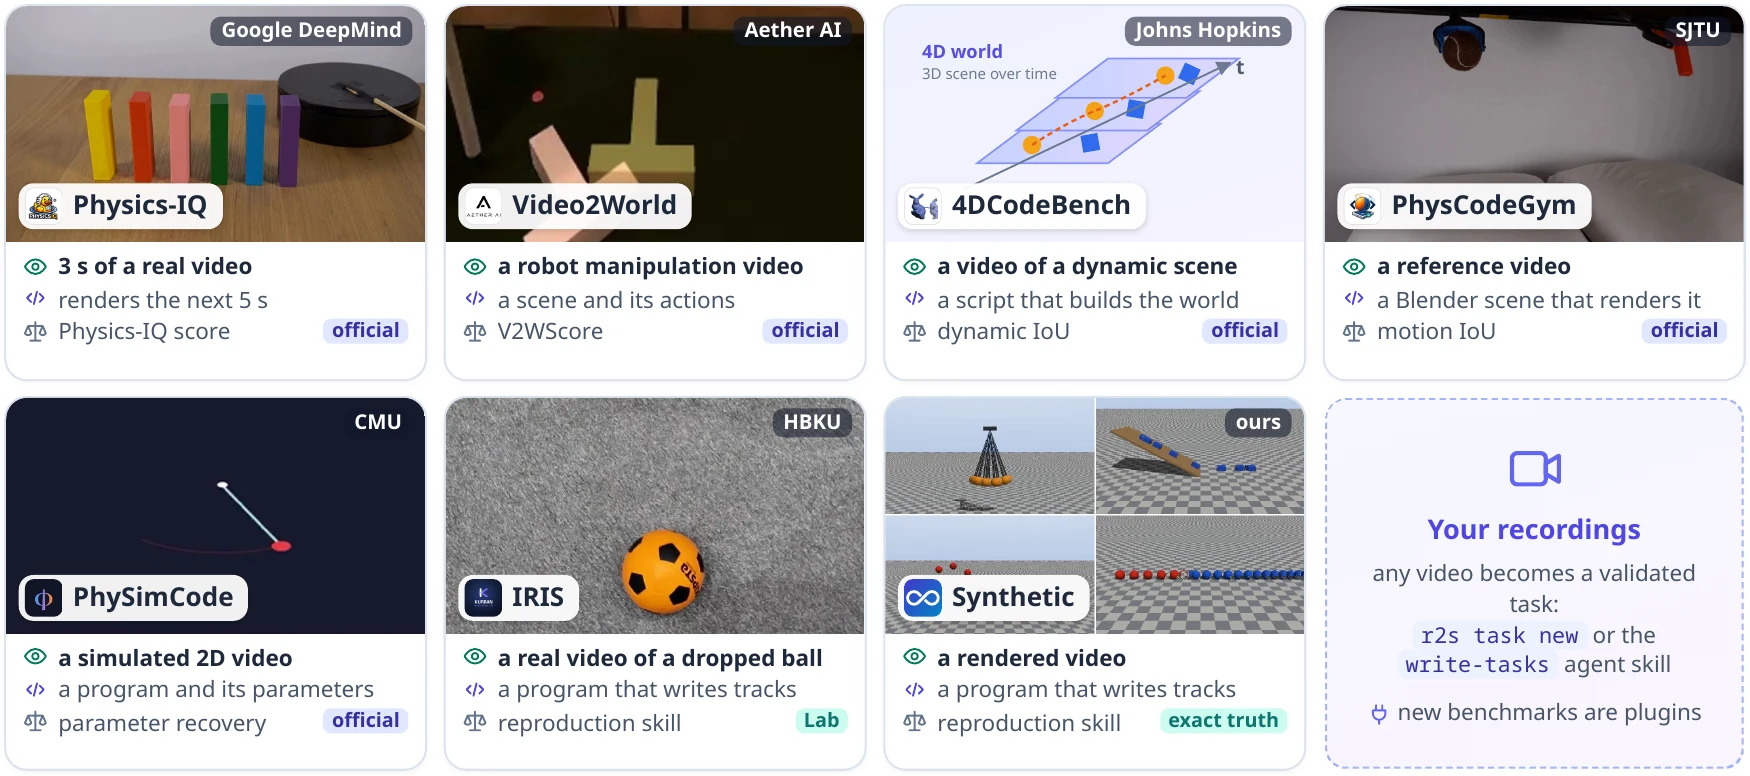 Google DeepMind
Physics-IQ
3 s of a real video
renders the next 5 s
Physics-IQ score
official
Aether AI
AETHER AI
Video2World
a robot manipulation video
a scene and its actions
V2WScore
official
Johns Hopkins
4D world
3D scene over time
t
4DCodeBench
a video of a dynamic scene
a script that builds the world
dynamic IoU
official
SJTU
PhysCodeGym
a reference video
a Blender scene that renders it
motion IoU
official
CMU
PhySimCode
a simulated 2D video
a program and its parameters
parameter recovery
official
HBKU
IRIS
a real video of a dropped ball
a program that writes tracks
reproduction skill
Lab
ours
Synthetic
a rendered video
a program that writes tracks
reproduction skill
exact truth
Your recordings
any video becomes a validated
task:
r2s task new or the
write-tasks agent skill
new benchmarks are plugins